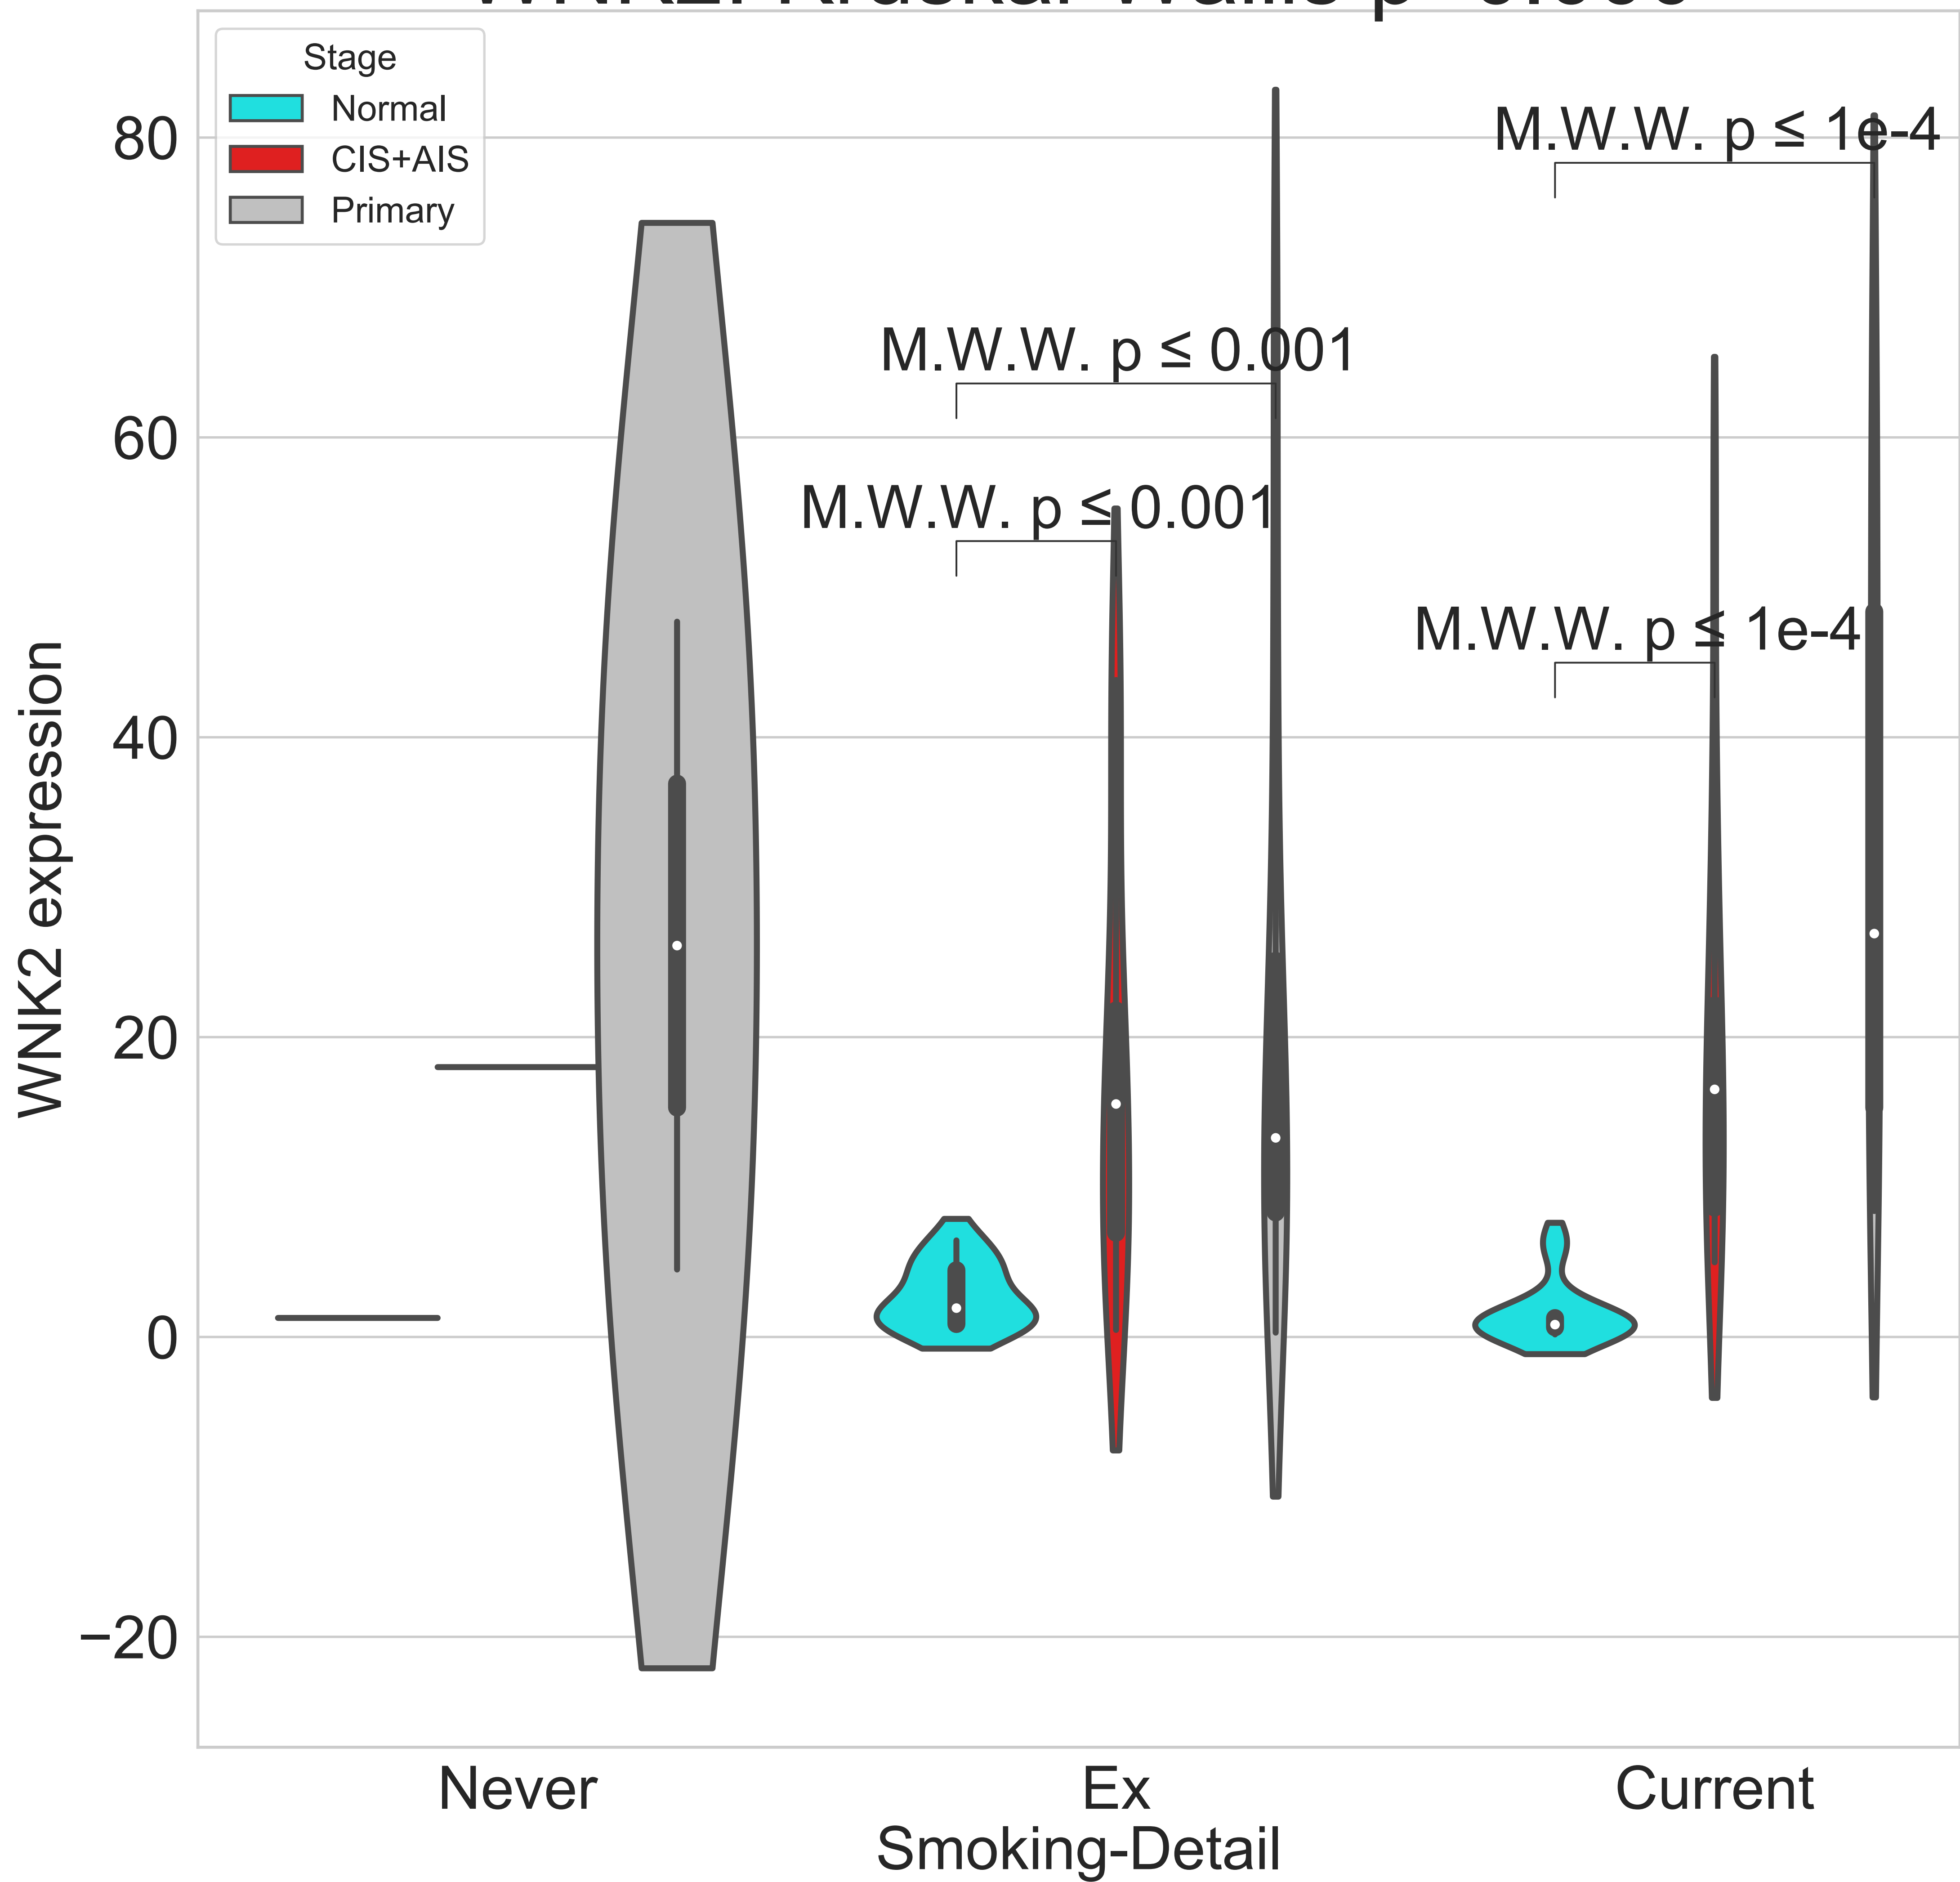 Stage
Normal
CIS+AIS
Primary
M.W.W. p ≤ 1e-4
M.W.W. p ≤ 0.001
M.W.W. p ≤ 0.001
M.W.W. p ≤ 1e-4
80
60
40
20
0
−20
WNK2 expression
Never
Ex
Current
Smoking-Detail